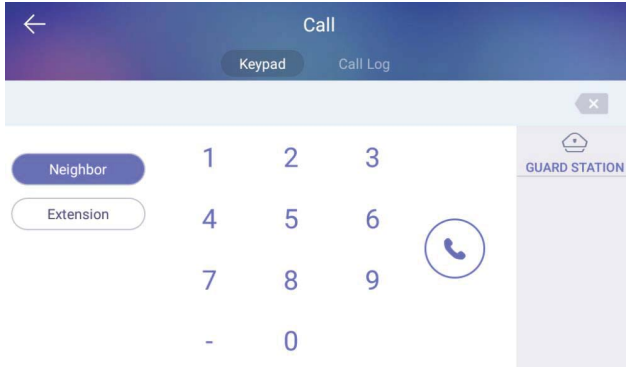 Call
Keypad Call Log
Neighbor
Extension
1 2 3
4 5 6
7 8 9
- 0
GUARD STATION